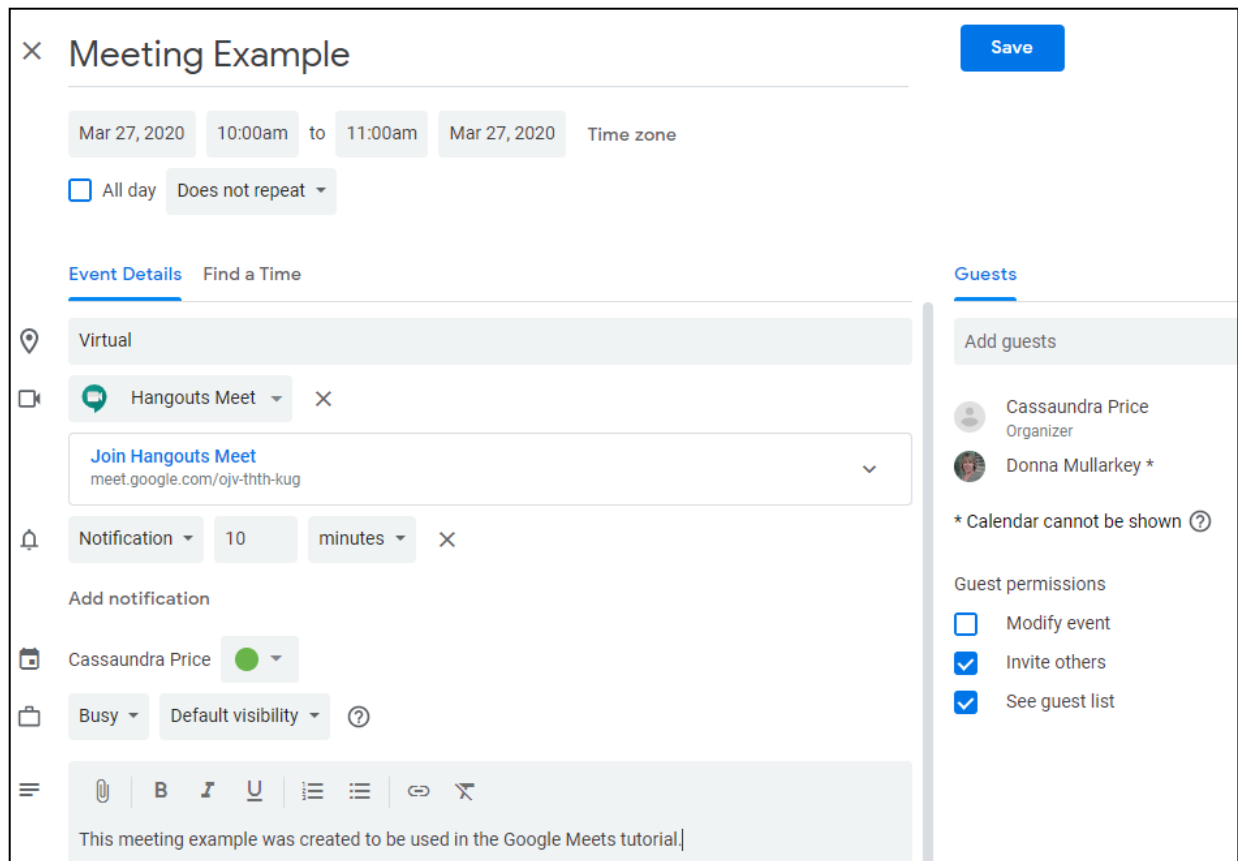 Meeting Example
Save
Mar 27, 2020 10:00am to 11:00am Mar 27, 2020 Time zone
All day Does not repeat
Event Details Find a Time
Guests
Virtual
Add guests
Hangouts Meet
Cassaundra Price
Organizer
Join Hangouts Meet
meet.google.com/ojv-thth-kug
Donna Mullarkey *
* Calendar cannot be shown
Notification 10 minutes
Guest permissions
Add notification
Modify event
Cassaundra Price
Invite others
Busy Default visibility
See guest list
B I U
This meeting example was created to be used in the Google Meets tutorial.